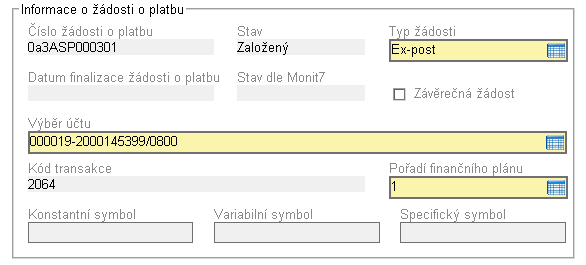 Informace o žádosti o platbu
Číslo žádosti o platbu Stav Typ žádosti
0a3ASP000301 Založený Ex-post
Datum finalizace žádosti o platbu Stav dle Monit7
Závěrečná žádost
Výběr účtu
000019-2000145399/0800
Kód transakce Pořadí finančního plánu
2064 1
Konstantní symbol Variabilní symbol Specifický symbol